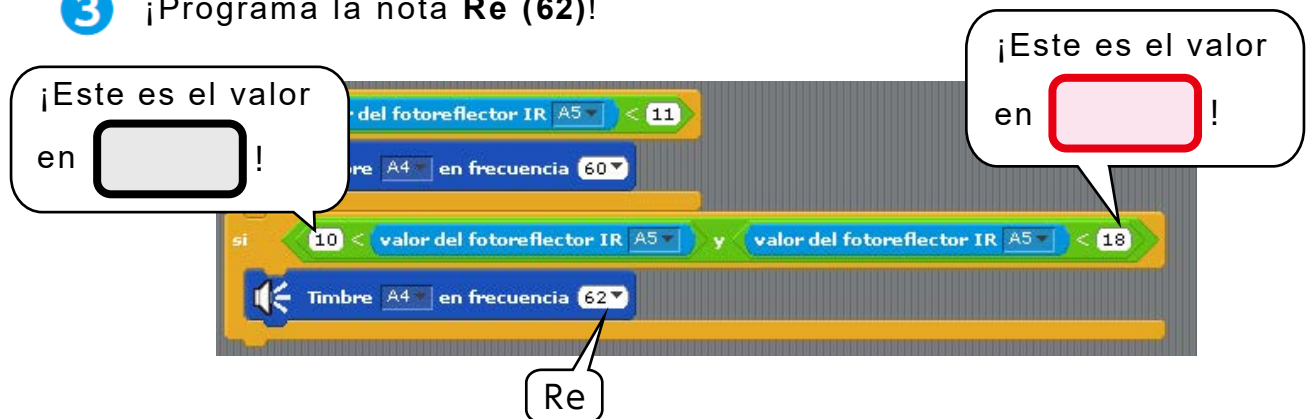 3 ¡Programa la nota Re (62)!
¡Este es el valor
en !
¡Este es el valor
en !
del fotoreflector IR A5 < 11
A4 en frecuencia 60
si 10 < valor del fotoreflector IR A5 y valor del fotoreflector IR A5 < 18
Timbre A4 en frecuencia 62
Re